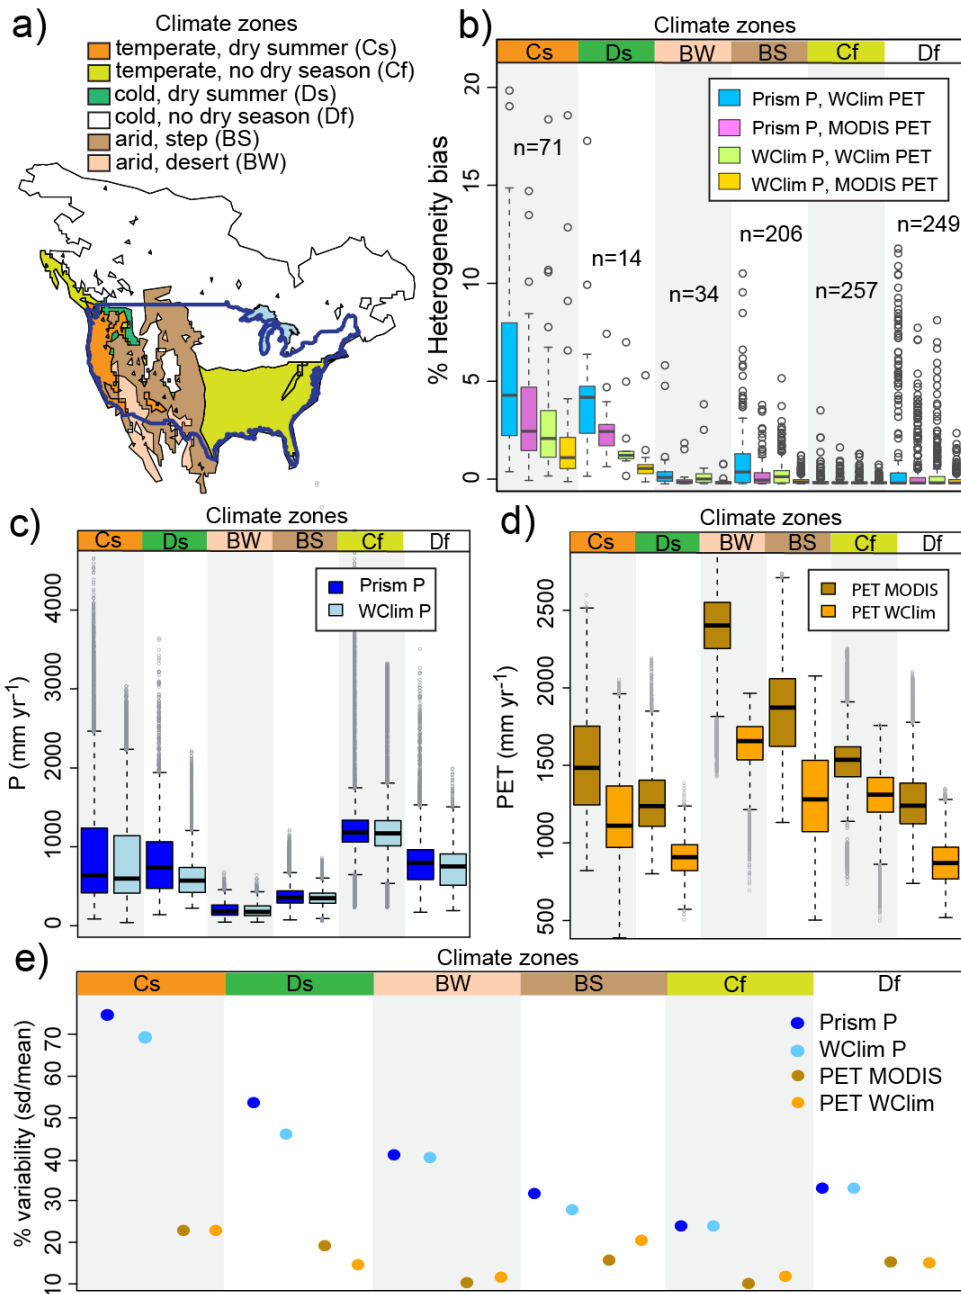 a)
Climate zones
temperate, dry summer (Cs)
temperate, no dry season (Cf)
cold, dry summer (Ds)
cold, no dry season (Df)
arid, step (BS)
arid, desert (BW)
b)
Climate zones
Cs Ds BW BS Cf Df
% Heterogeneity bias
20
15
10
5
0
Prism P, WClim PET
Prism P, MODIS PET
WClim P, WClim PET
WClim P, MODIS PET
n=71
n=14
n=34
n=206
n=257
n=249
c)
Climate zones
Cs Ds BW BS Cf Df
P (mm yr-1)
4000
3000
2000
1000
0
Prism P
WClim P
d)
Climate zones
Cs Ds BW BS Cf Df
PET (mm yr-1)
2500
2000
1500
1000
500
PET MODIS
PET WClim
e)
Climate zones
Cs Ds BW BS Cf Df
% variability (sd/mean)
70
60
50
40
30
20
10
Prism P
WClim P
PET MODIS
PET WClim